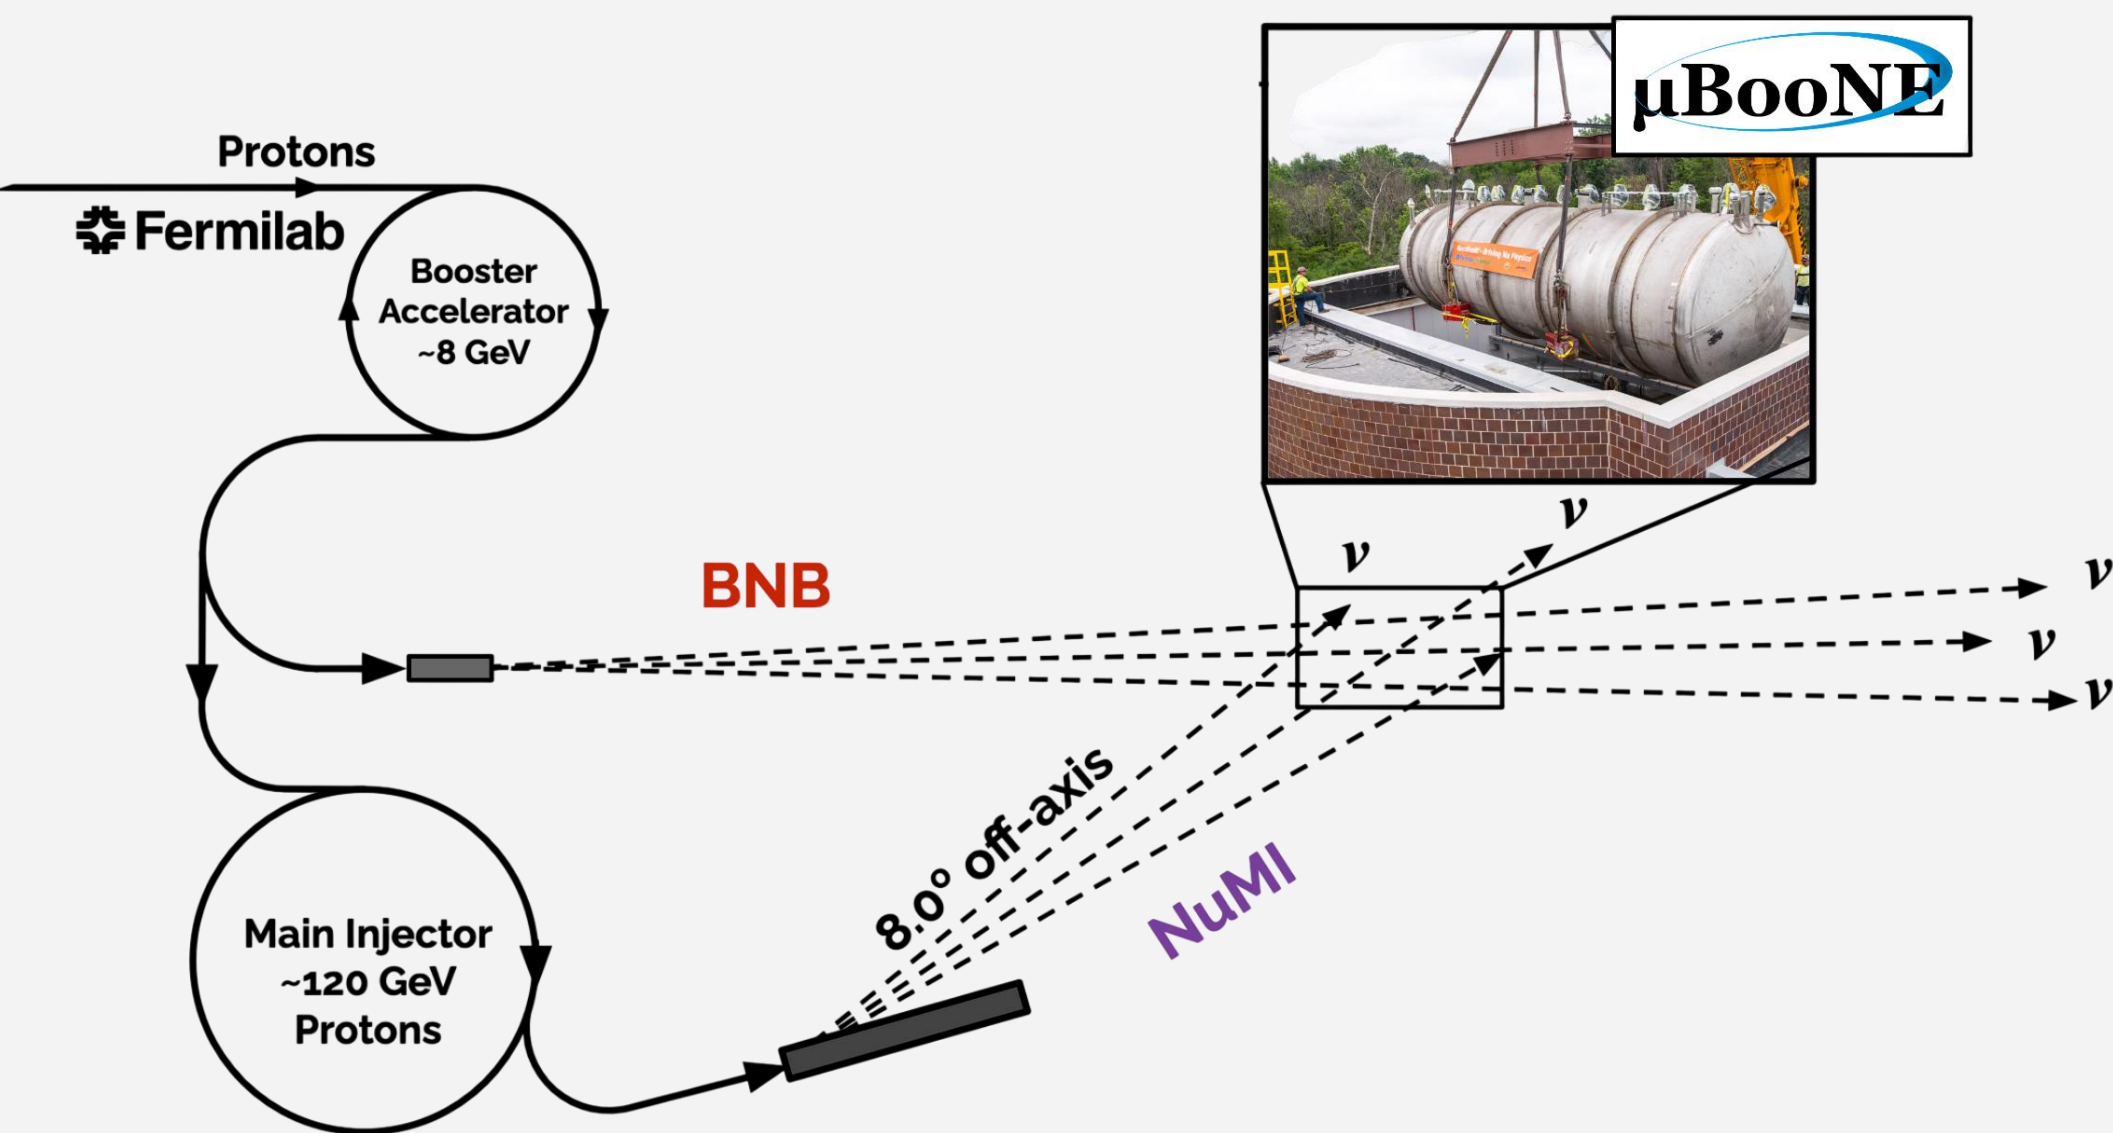 Protons
Fermilab
Booster
Accelerator
~8 GeV
µBooNE
BNB
ν
ν
ν
ν
ν
8.0° off-axis
NuMI
Main Injector
~120 GeV
Protons